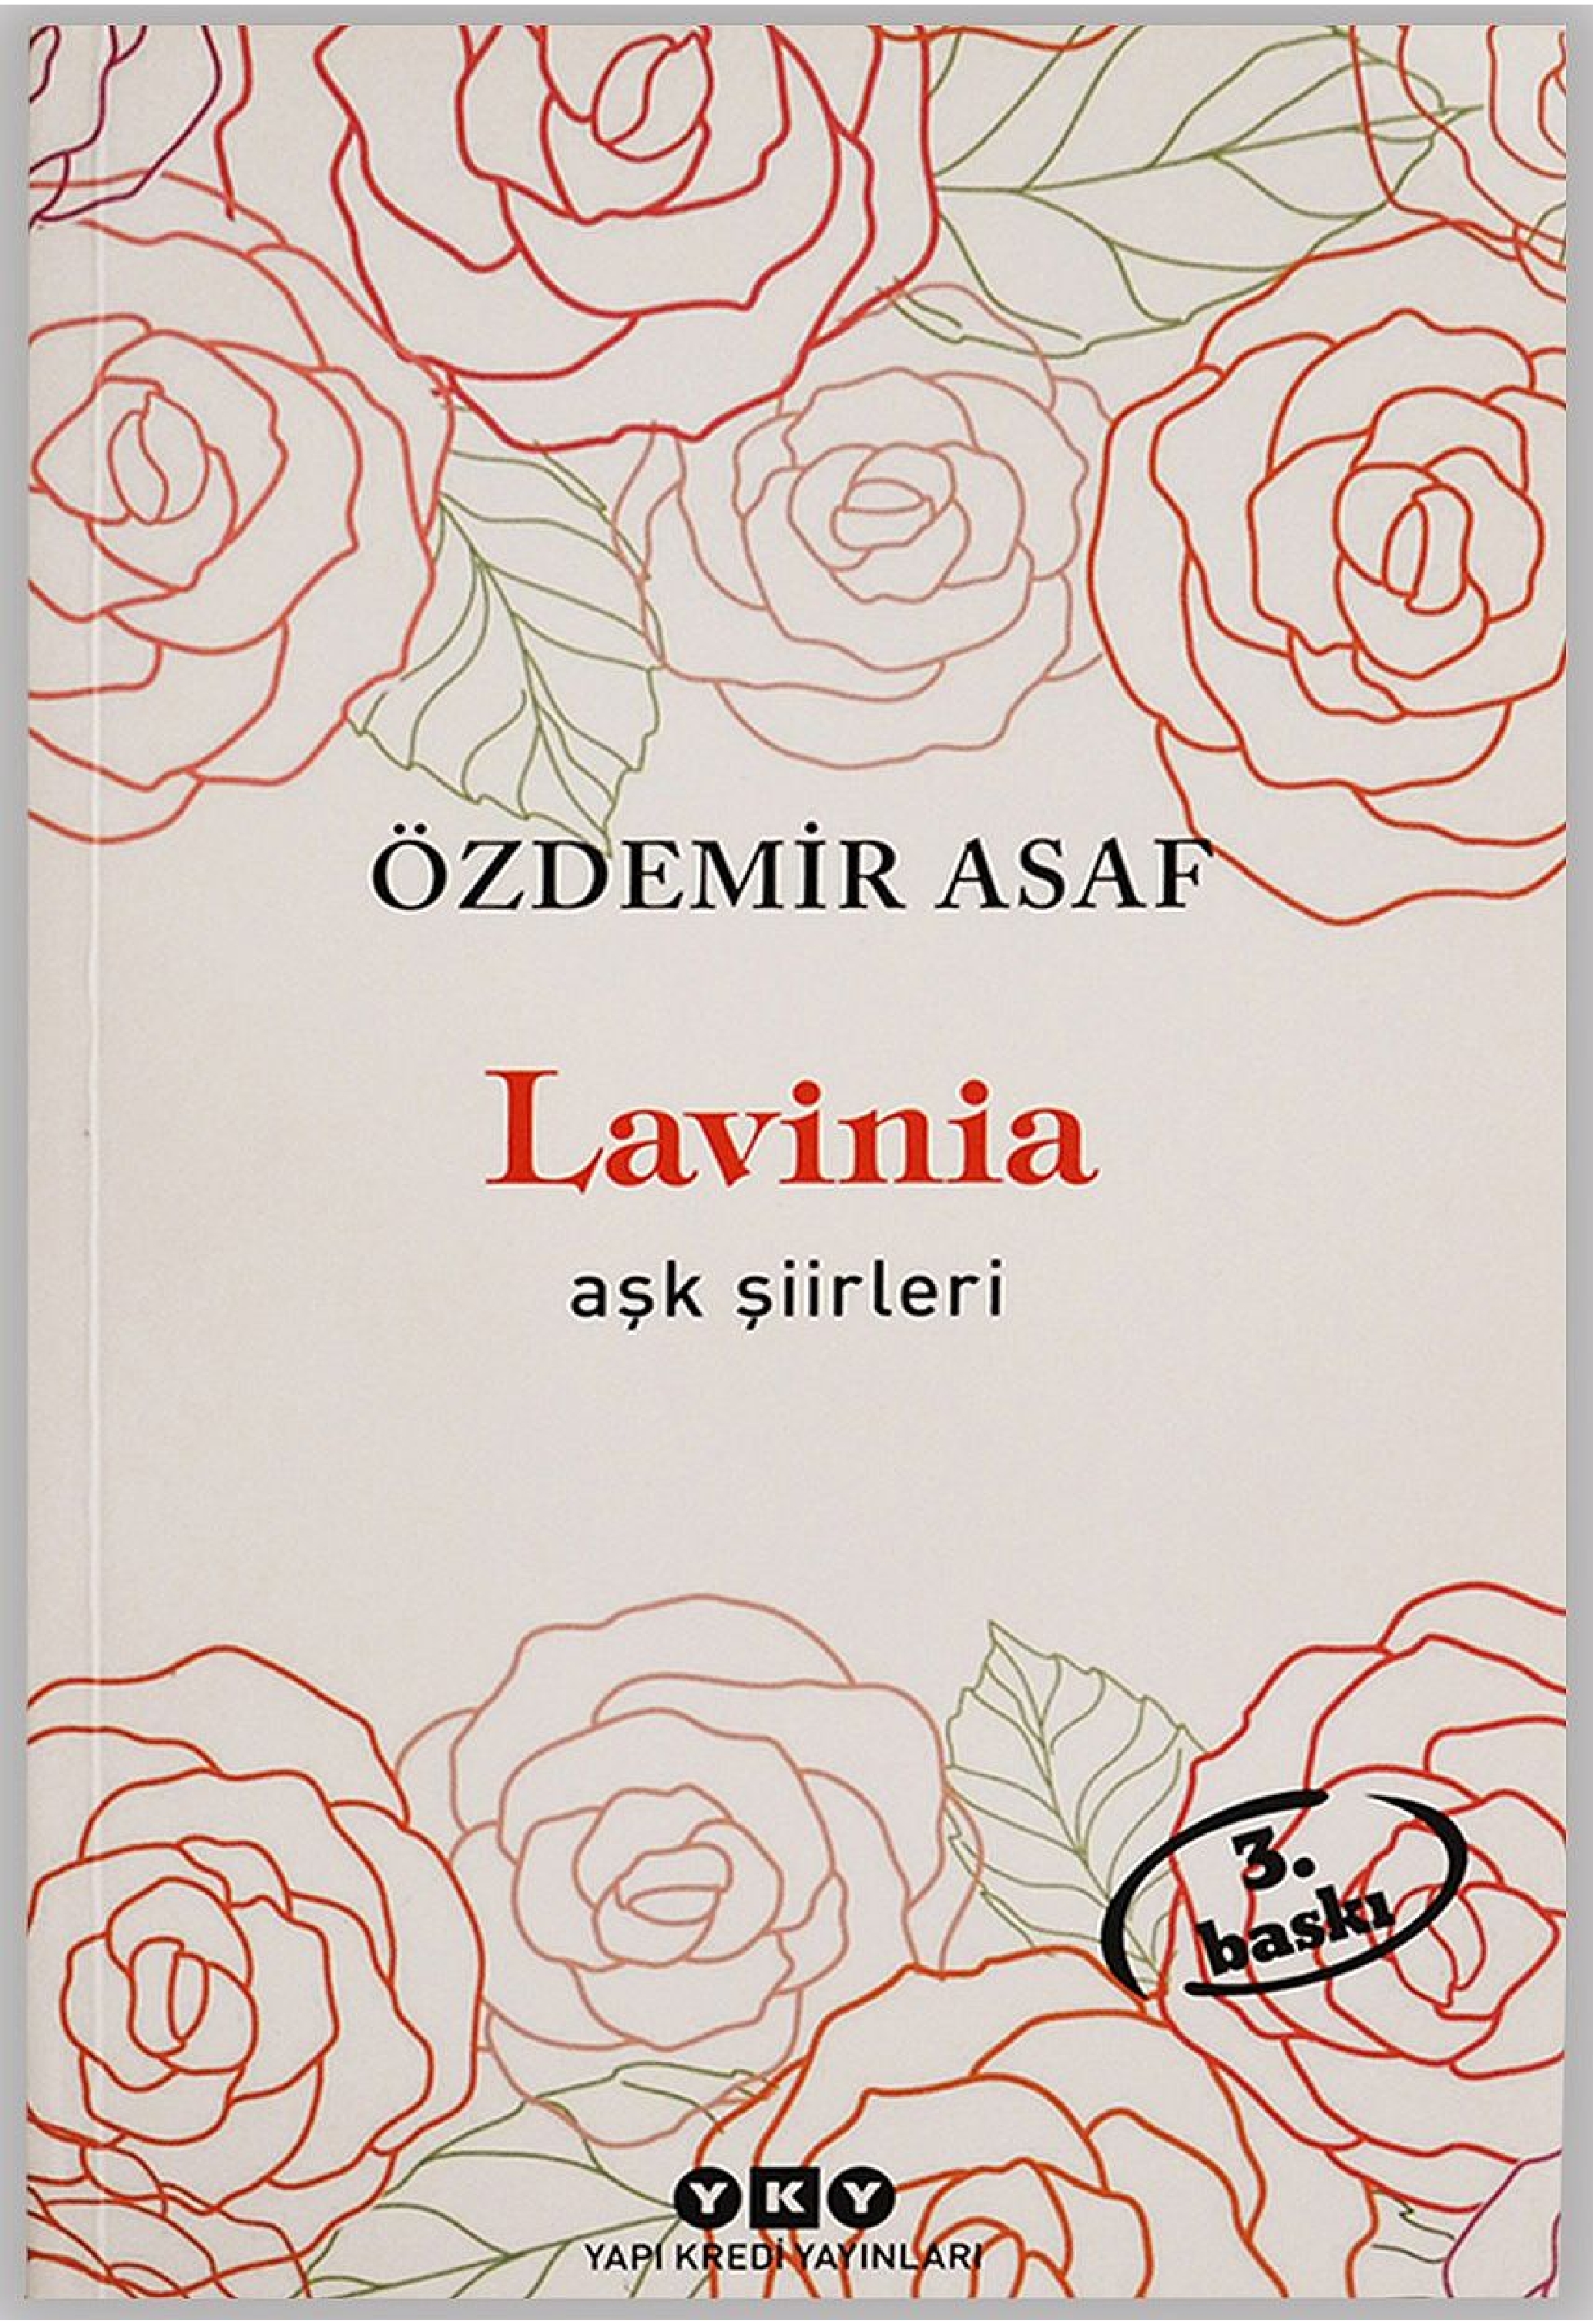 ÖZDEMİR ASAF
Lavinia
aşk şiirleri
3.
baskı
YKY
YAPI KREDİ YAYINLARI